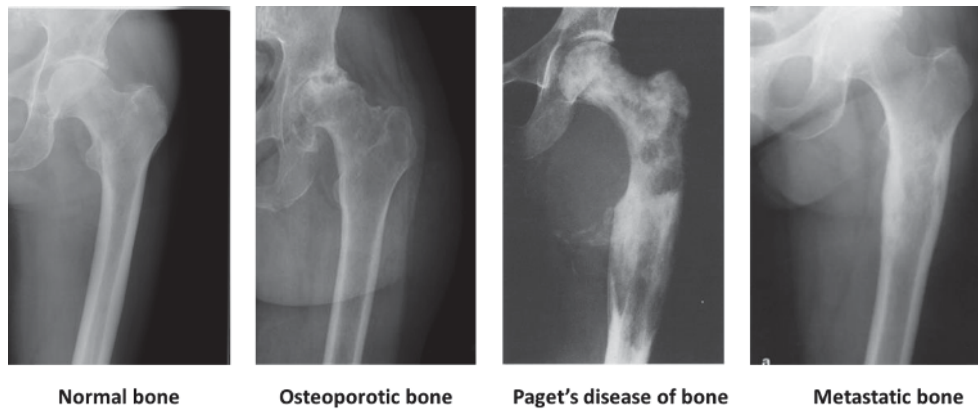 a
Normal bone
Osteoporotic bone
Paget's disease of bone
Metastatic bone